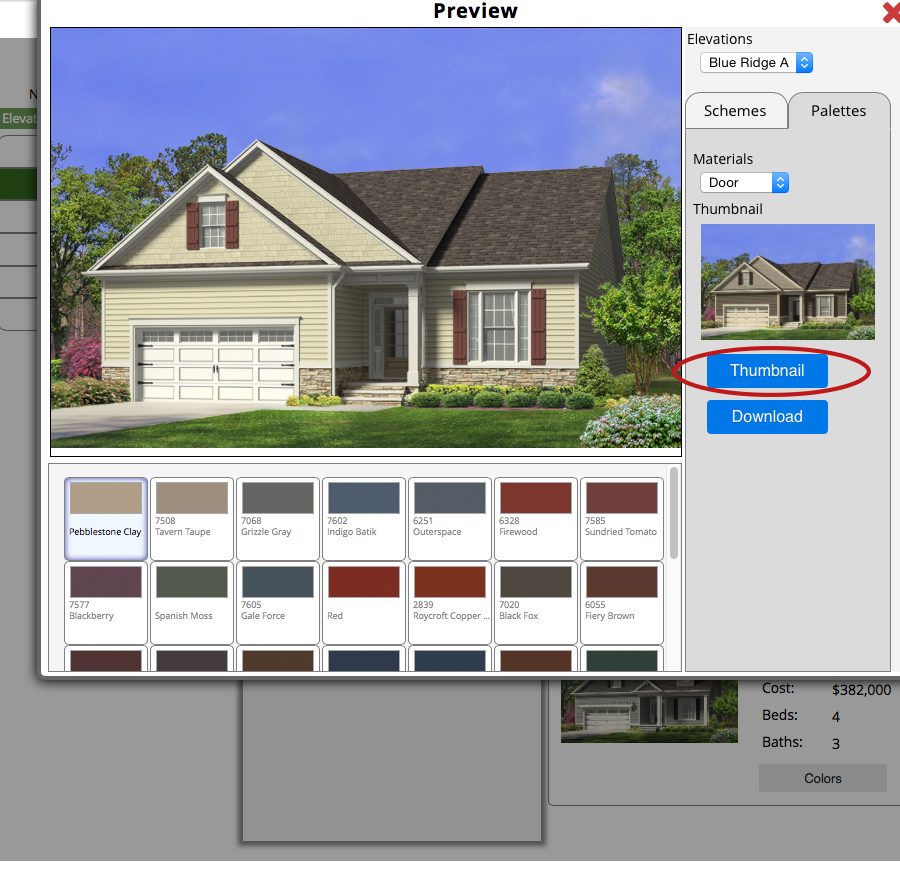 Preview
N
Elevat
Elevations
Blue Ridge A
Schemes
Palettes
Materials
Door
Thumbnail
Thumbnail
Download
Pebblestone Clay
7508
Tavern Taupe
7068
Grizzle Gray
7602
Indigo Batik
6251
Outerspace
6328
Firewood
7585
Sundried Tomato
7577
Blackberry
Spanish Moss
7605
Gale Force
Red
2839
Roycroft Copper ...
7020
Black Fox
6055
Fiery Brown
Cost: $382,000
Beds: 4
Baths: 3
Colors